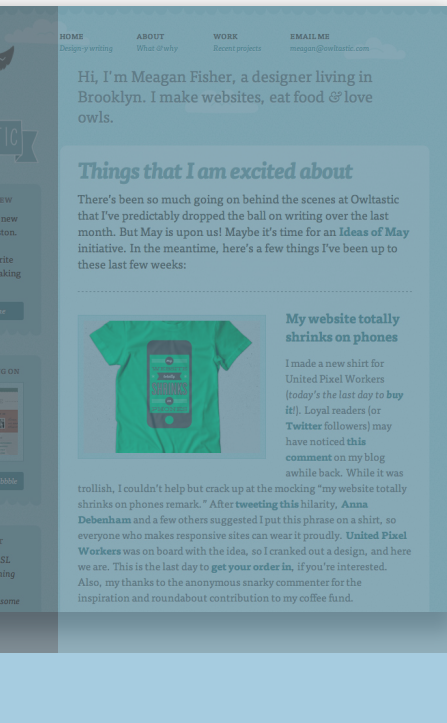 HOME ABOUT WORK EMAIL ME
Design-y writing What & why Recent projects meagan@owltastic.com
Hi, I'm Meagan Fisher, a designer living in
Brooklyn. I make websites, eat food & love
owls.
TIC
Things that I am excited about
There's been so much going on behind the scenes at Owltastic
that I've predictably dropped the ball on writing over the last
month. But May is upon us! Maybe it's time for an Ideas of May
initiative. In the meantime, here's a few things I've been up to
these last few weeks:
new
ton.
rite
aking
My website totally
shrinks on phones
I made a new shirt for
United Pixel Workers
(today's the last day to buy
it!). Loyal readers (or
Twitter followers) may
have noticed this
comment on my blog
awhile back. While it was
trollish, I couldn't help but crack up at the mocking "my website totally
shrinks on phones remark." After tweeting this hilarity, Anna
Debenham and a few others suggested I put this phrase on a shirt, so
everyone who makes responsive sites can wear it proudly. United Pixel
Workers was on board with the idea, so I cranked out a design, and here
we are. This is the last day to get your order in, if you're interested.
Also, my thanks to the anonymous snarky commenter for the
inspiration and roundabout contribution to my coffee fund.
G ON
bbble
SL
ning
some